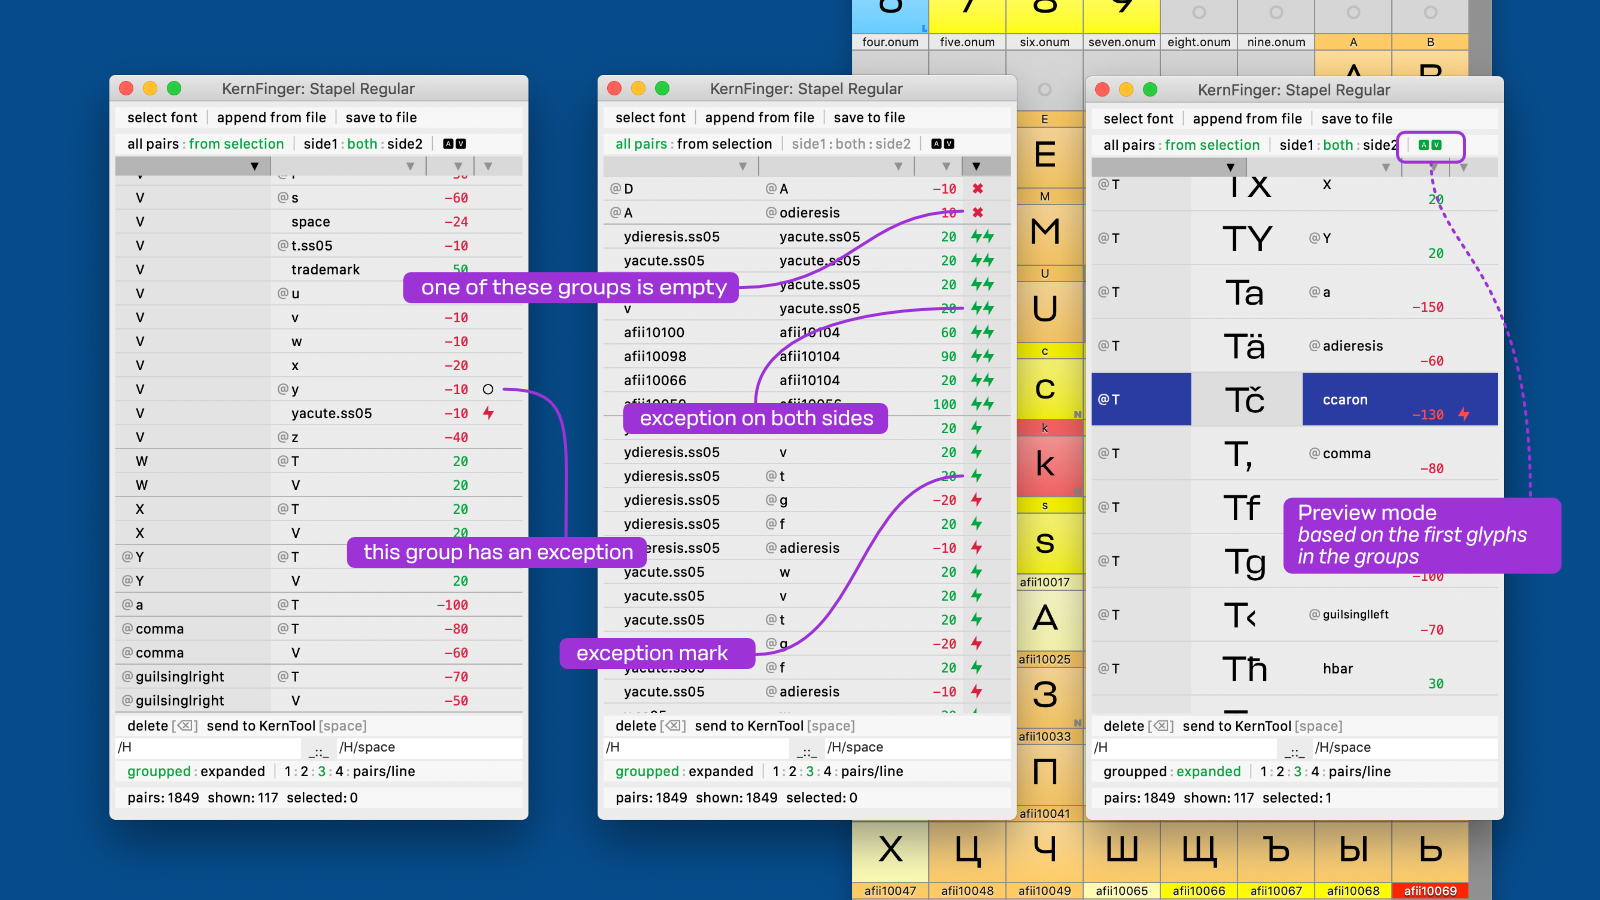 KernFinger: Stapel Regular
select font | append from file | save to file
all pairs : from selection | side1 : both : side2 | A V
V @ s -60
V space -24
V @ t.ss05 -10
V trademark 50
V @ u
V v -10
V w -10
V x -20
V @ y -10
V yacute.ss05 -10
V @ z -40
W @ T 20
W V 20
X @ T 20
X V 20
@ Y @ T
@ Y V 20
@ a @ T -100
@ comma @ T -80
@ comma V -60
@ guilsinglright @ T -70
@ guilsinglright V -50
delete [⌫] send to KernTool [space]
/H _::_ /H/space
groupped : expanded | 1 : 2 : 3 : 4 : pairs/line
pairs: 1849 shown: 117 selected: 0
one of these groups is empty
this group has an exception
KernFinger: Stapel Regular
select font | append from file | save to file
all pairs : from selection | side1 : both : side2 | A V
@ D @ A -10 ✖
@ A @ odieresis -10 ✖
ydieresis.ss05 yacute.ss05 20
yacute.ss05 yacute.ss05 20
yacute.ss05 20
v yacute.ss05 20
afii10100 afii10104 60
afii10098 afii10104 90
afii10066 afii10104 20
100
20
ydieresis.ss05 v 20
ydieresis.ss05 @ t 20
ydieresis.ss05 @ g -20
ydieresis.ss05 @ f 20
eresis.ss05 @ adieresis -10
yacute.ss05 w 20
yacute.ss05 v 20
yacute.ss05 @ t 20
@ g -20
yacute.ss05 @ f 20
yacute.ss05 @ adieresis -10
delete [⌫] send to KernTool [space]
/H _::_ /H/space
groupped : expanded | 1 : 2 : 3 : 4 : pairs/line
pairs: 1849 shown: 1849 selected: 0
exception on both sides
exception mark
KernFinger: Stapel Regular
select font | append from file | save to file
all pairs : from selection | side1 : both : side2 | A V
@ T Tx x 20
@ T TY @ Y 20
@ T Ta @ a -150
@ T Tä @ adieresis -60
@ T Tč ccaron -130
@ T T, @ comma -80
@ T Tf
@ T Tg -100
@ T T‹ @ guilsinglleft -70
@ T Tħ hbar 30
delete [⌫] send to KernTool [space]
/H _::_ /H/space
groupped : expanded | 1 : 2 : 3 : 4 : pairs/line
pairs: 1849 shown: 117 selected: 1
Preview mode
based on the first glyphs
in the groups
four.onum five.onum six.onum seven.onum eight.onum nine.onum A B
A B
E
E
M
M
U
U
c
c
k
k
s
s
afii10017
А
afii10025
З
afii10033
П
afii10041
Х Ц Ч Ш Щ Ъ Ы Ь
afii10047 afii10048 afii10049 afii10065 afii10066 afii10067 afii10068 afii10069